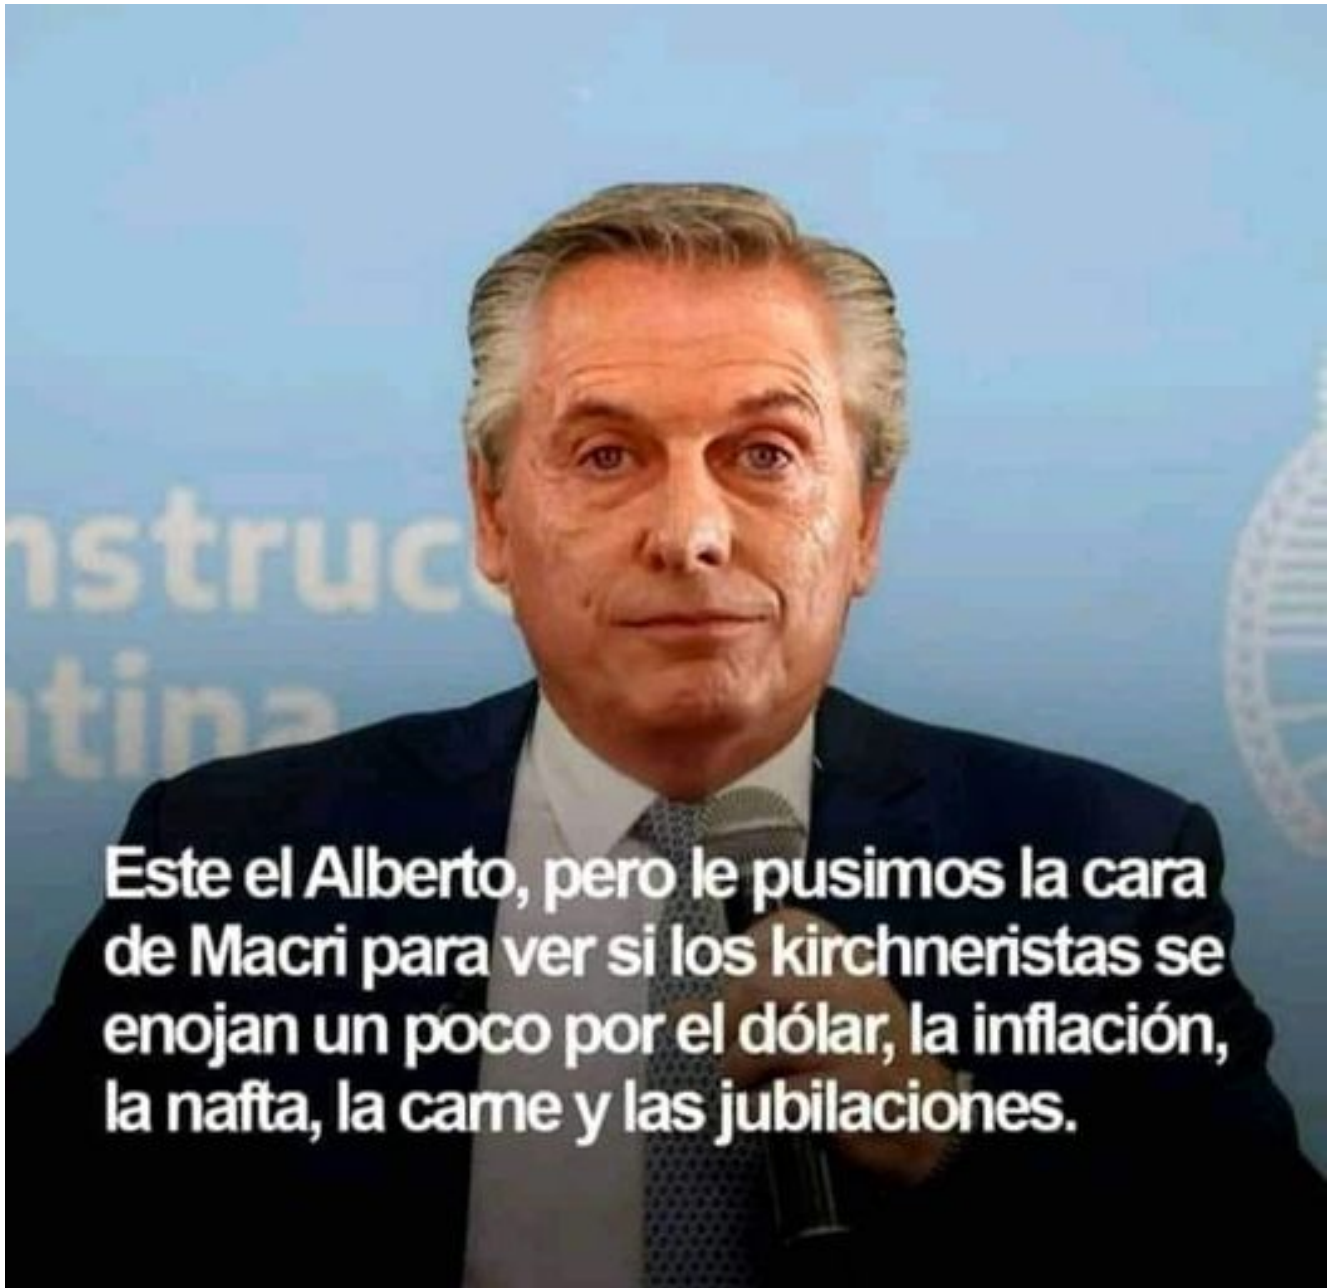 nstruc
ntina
Este el Alberto, pero le pusimos la cara
de Macri para ver si los kirchneristas se
enojan un poco por el dólar, la inflación,
la nafta, la carne y las jubilaciones.